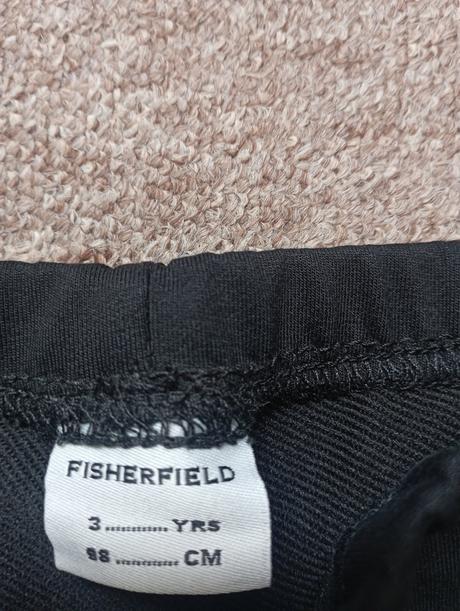 FISHERFIELD
3 ............. YRS
98 ............. CM